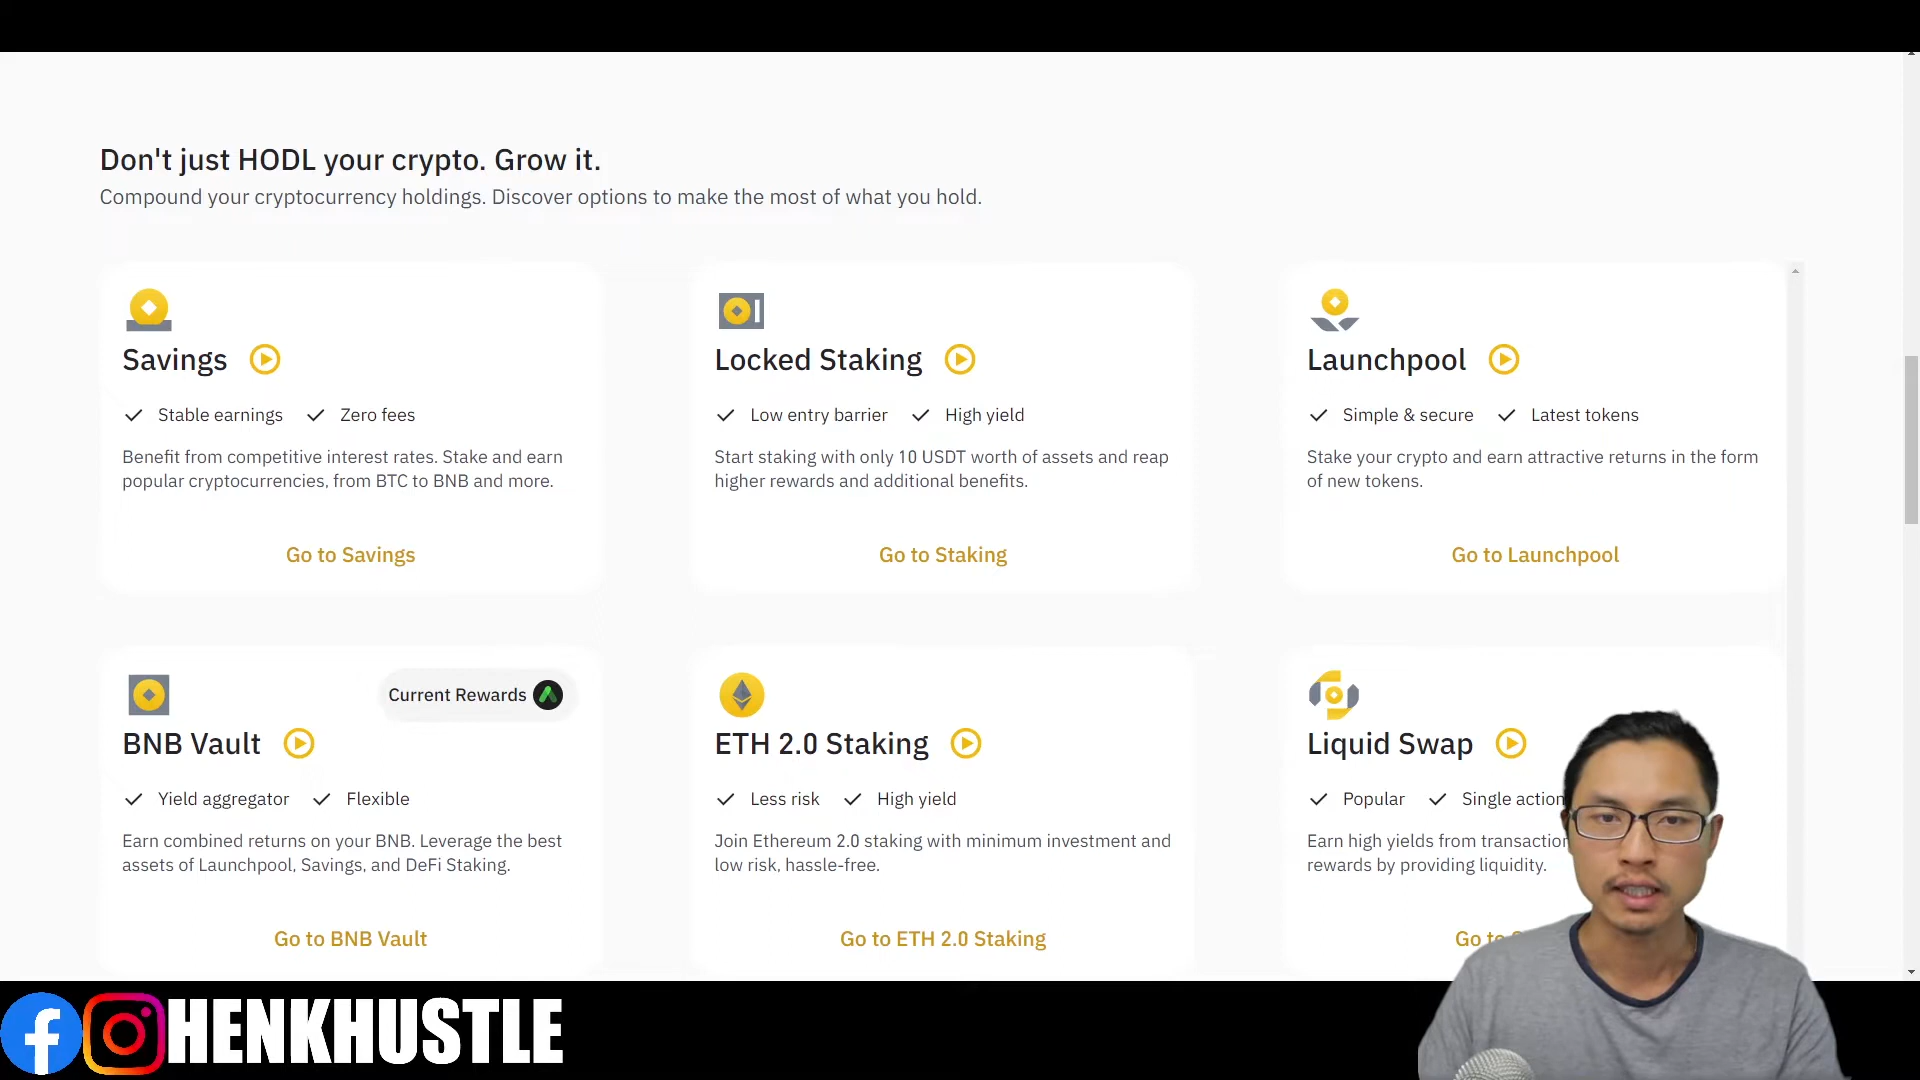 Don't just HODL your crypto. Grow it.
Compound your cryptocurrency holdings. Discover options to make the most of what you hold.
Savings
Stable earnings Zero fees
Benefit from competitive interest rates. Stake and earn
popular cryptocurrencies, from BTC to BNB and more.
Go to Savings
Locked Staking
Low entry barrier High yield
Start staking with only 10 USDT worth of assets and reap
higher rewards and additional benefits.
Go to Staking
Launchpool
Simple & secure Latest tokens
Stake your crypto and earn attractive returns in the form
of new tokens.
Go to Launchpool
Current Rewards
BNB Vault
Yield aggregator Flexible
Earn combined returns on your BNB. Leverage the best
assets of Launchpool, Savings, and DeFi Staking.
Go to BNB Vault
ETH 2.0 Staking
Less risk High yield
Join Ethereum 2.0 staking with minimum investment and
low risk, hassle-free.
Go to ETH 2.0 Staking
Liquid Swap
Popular Single action
Earn high yields from transaction
rewards by providing liquidity.
Go to
HENKHUSTLE